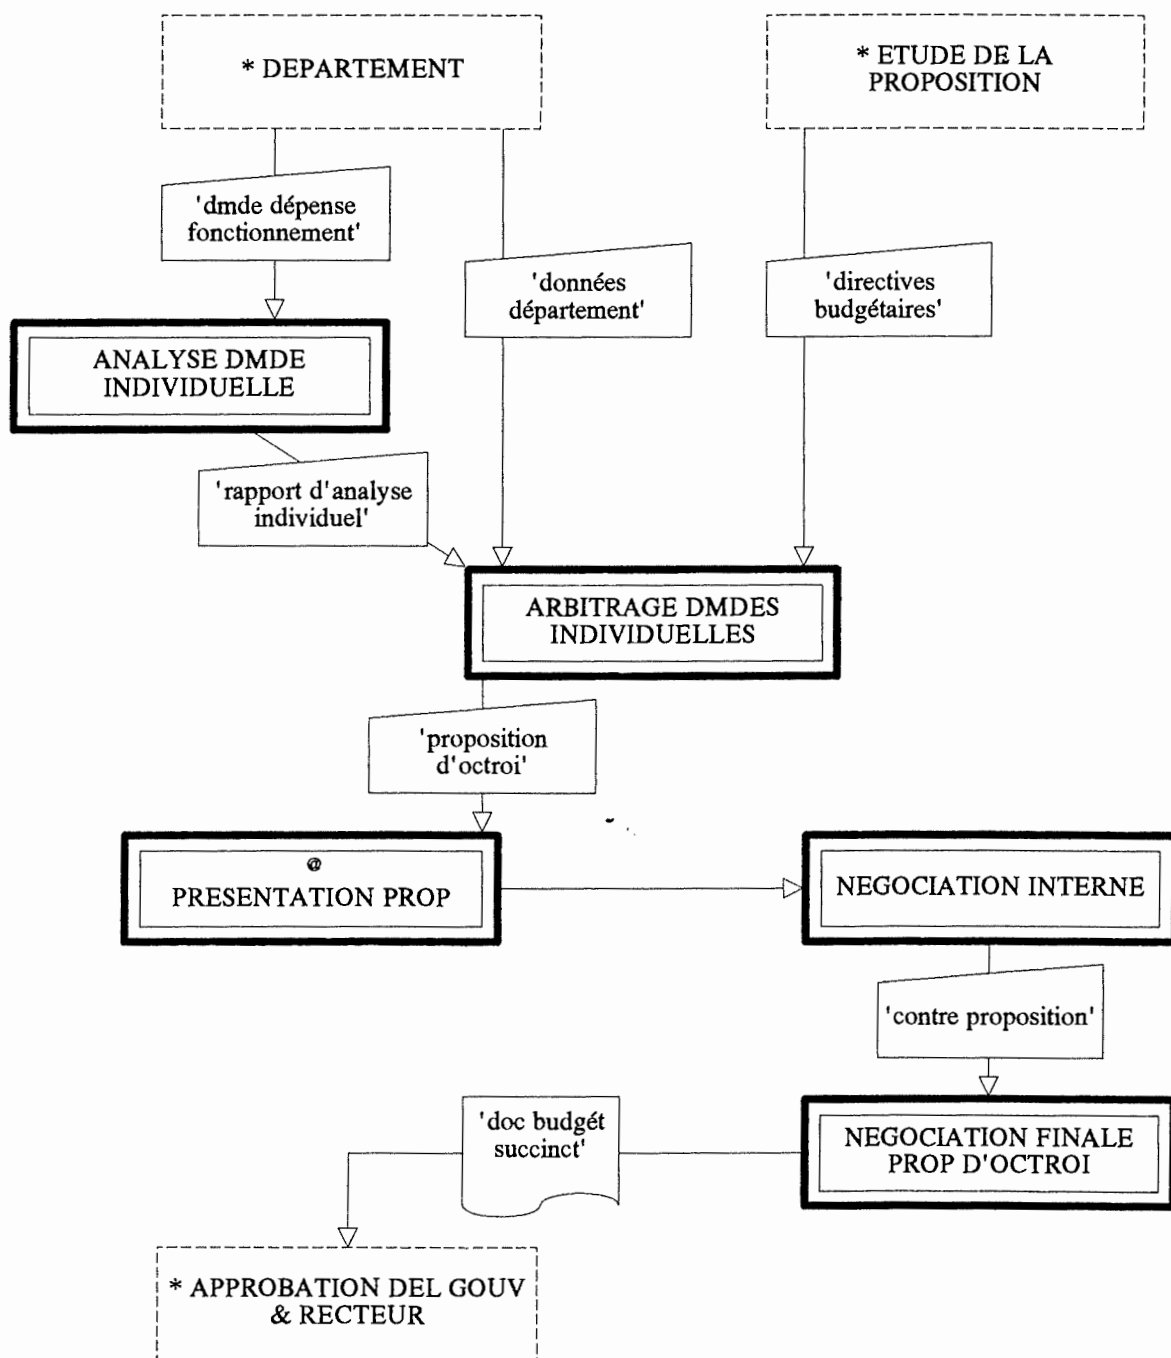 * DEPARTEMENT
* ETUDE DE LA
PROPOSITION
'dmde dépense
fonctionnement'
'données
département'
'directives
budgétaires'
ANALYSE DMDE
INDIVIDUELLE
'rapport d'analyse
individuel'
ARBITRAGE DMDES
INDIVIDUELLES
'proposition
d'octroi'
@
PRESENTATION PROP
NEGOCIATION INTERNE
'contre proposition'
'doc budgét
succinct'
NEGOCIATION FINALE
PROP D'OCTROI
* APPROBATION DEL GOUV
& RECTEUR